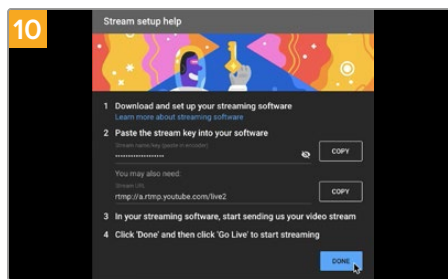 10
Stream setup help
1 Download and set up your streaming software
Learn more about streaming software
2 Paste the stream key into your software
Stream name/key (paste in encoder)
••••••••••••••••••••
COPY
You may also need:
Stream URL
rtmp://a.rtmp.youtube.com/live2
COPY
3 In your streaming software, start sending us your video stream
4 Click 'Done' and then click 'Go Live' to start streaming
DONE